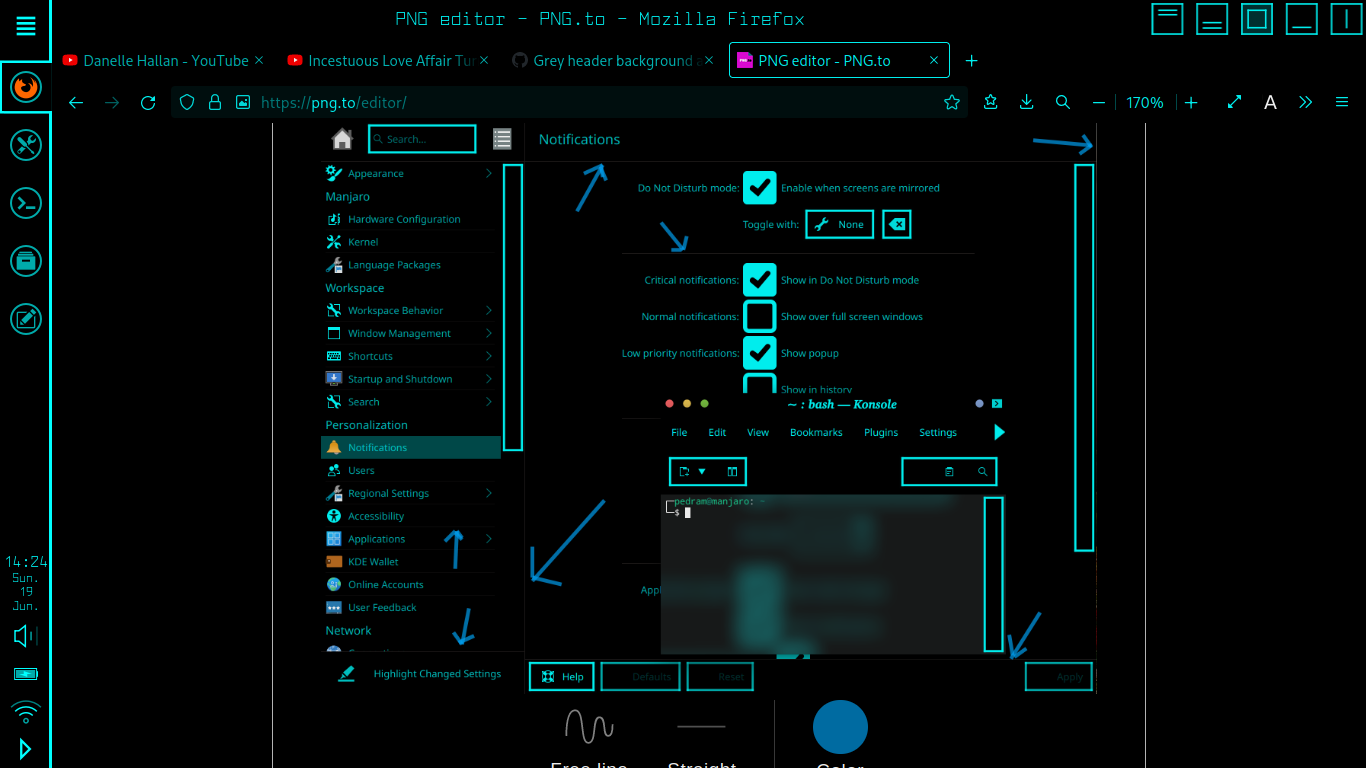 PNG editor - PNG.to - Mozilla Firefox
Danelle Hallan - YouTube
Incestuous Love Affair Tu
Grey header background
PNG editor - PNG.to
https://png.to/editor/
170%
A
Search...
Notifications
Appearance
Manjaro
Hardware Configuration
Kernel
Language Packages
Workspace
Workspace Behavior
Window Management
Shortcuts
Startup and Shutdown
Search
Personalization
Notifications
Users
Regional Settings
Accessibility
Applications
KDE Wallet
Online Accounts
User Feedback
Network
Highlight Changed Settings
Do Not Disturb mode:
Enable when screens are mirrored
Toggle with:
None
Critical notifications:
Show in Do Not Disturb mode
Normal notifications:
Show over full screen windows
Low priority notifications:
Show popup
Show in history
~ : bash — Konsole
File Edit View Bookmarks Plugins Settings
pedram@manjaro: ~
$
Appl
Help
Defaults
Reset
Apply
14:24
Sun.
19
Jun.
Free line
Straight
Color